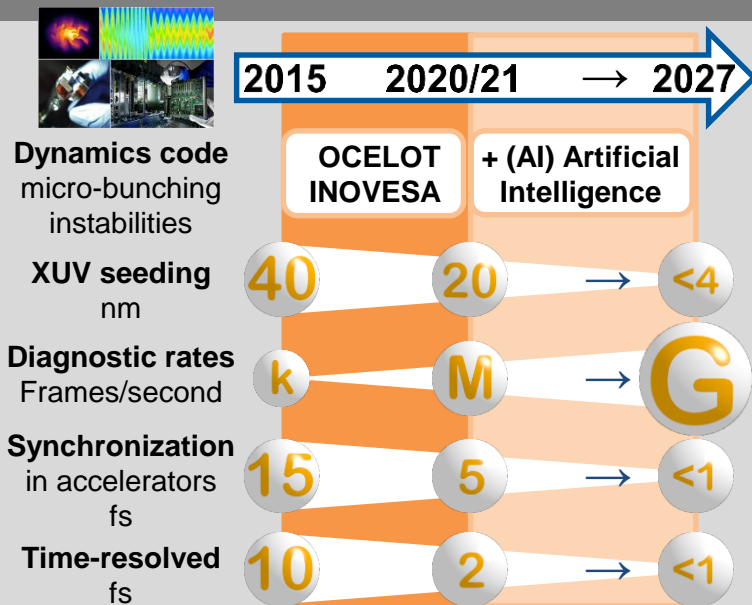 2015 2020/21 → 2027
Dynamics code
micro-bunching
instabilities
OCELOT
INOVESA
+ (AI) Artificial
Intelligence
XUV seeding
nm
40 20 → <4
Diagnostic rates
Frames/second
k M → G
Synchronization
in accelerators
fs
15 5 → <1
Time-resolved
fs
10 2 → <1